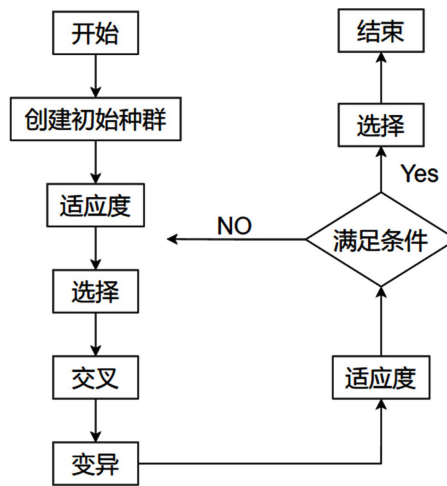 开始
创建初始种群
适应度
选择
交叉
变异
适应度
满足条件
NO
Yes
选择
结束